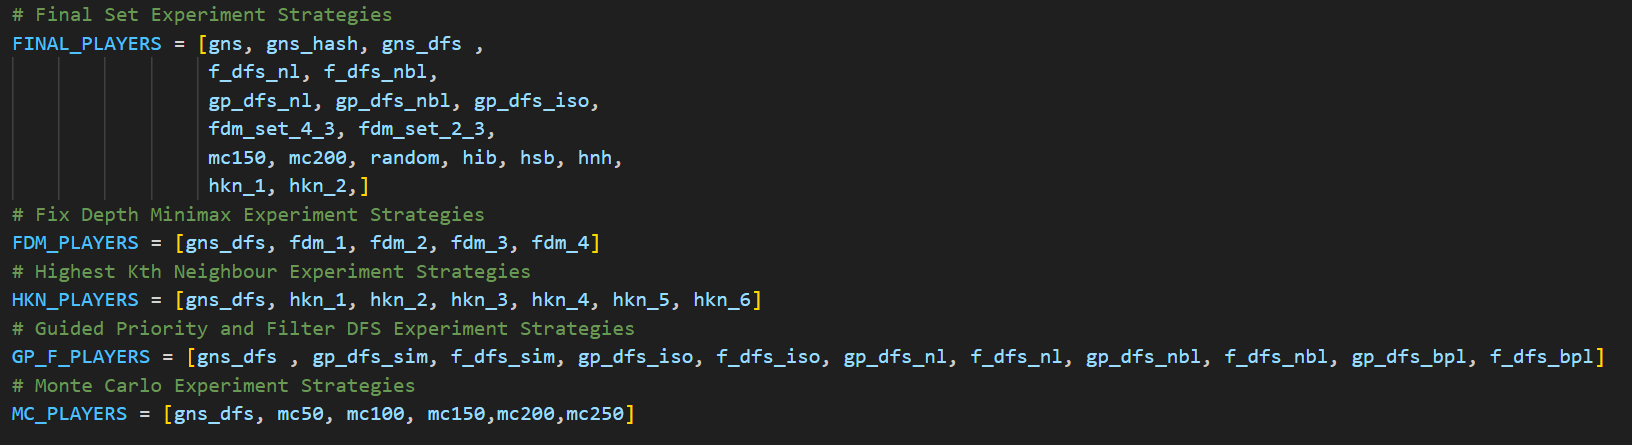 # Final Set Experiment Strategies
FINAL_PLAYERS = [gns, gns_hash, gns_dfs ,
f_dfs_nl, f_dfs_nbl,
gp_dfs_nl, gp_dfs_nbl, gp_dfs_iso,
fdm_set_4_3, fdm_set_2_3,
mc150, mc200, random, hib, hsb, hnh,
hkn_1, hkn_2,]
# Fix Depth Minimax Experiment Strategies
FDM_PLAYERS = [gns_dfs, fdm_1, fdm_2, fdm_3, fdm_4]
# Highest Kth Neighbour Experiment Strategies
HKN_PLAYERS = [gns_dfs, hkn_1, hkn_2, hkn_3, hkn_4, hkn_5, hkn_6]
# Guided Priority and Filter DFS Experiment Strategies
GP_F_PLAYERS = [gns_dfs , gp_dfs_sim, f_dfs_sim, gp_dfs_iso, f_dfs_iso, gp_dfs_nl, f_dfs_nl, gp_dfs_nbl, f_dfs_nbl, gp_dfs_bpl, f_dfs_bpl]
# Monte Carlo Experiment Strategies
MC_PLAYERS = [gns_dfs, mc50, mc100, mc150,mc200,mc250]